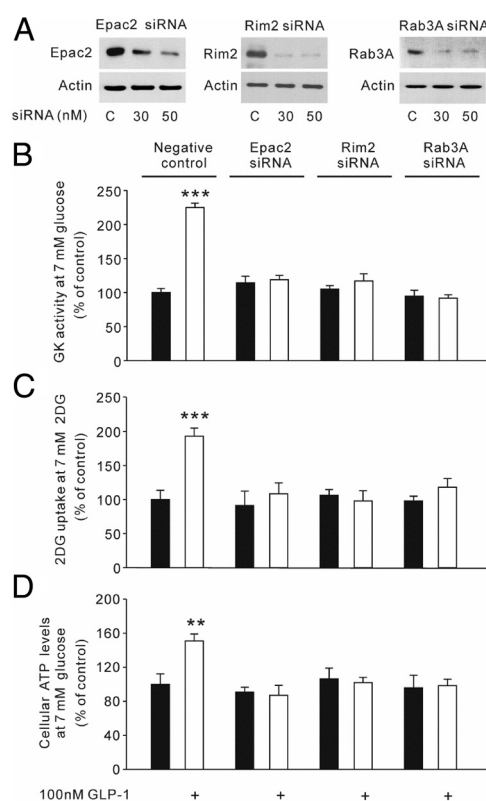 A
Epac2 siRNA
Rim2 siRNA
Rab3A siRNA
Epac2
Rim2
Rab3A
Actin
Actin
Actin
siRNA (nM) C 30 50 C 30 50 C 30 50
B
Negative control
Epac2 siRNA
Rim2 siRNA
Rab3A siRNA
GK activity at 7 mM glucose
(% of control)
250
200
150
100
50
0
***
C
2DG uptake at 7 mM 2DG
(% of control)
250
200
150
100
50
0
***
D
Cellular ATP levels
at 7 mM glucose
(% of control)
200
160
120
80
40
0
**
100nM GLP-1 + + + +